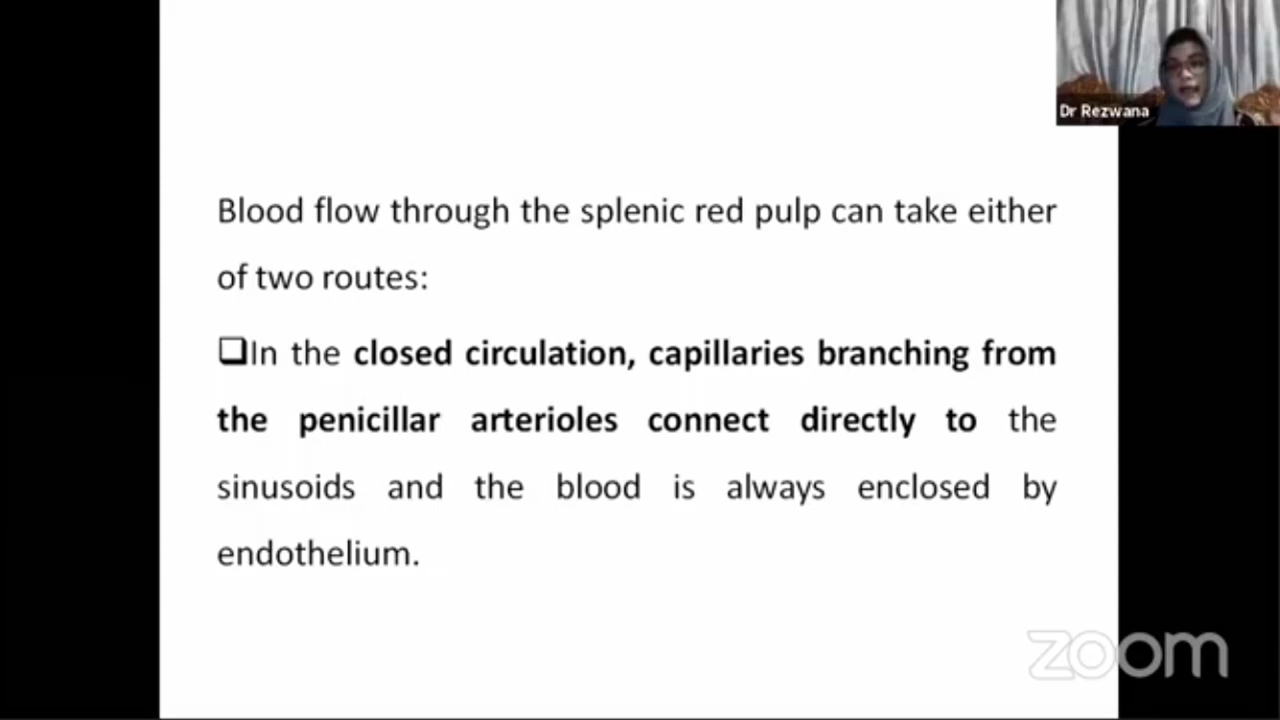 Dr Rezwana
Blood flow through the splenic red pulp can take either
of two routes:
❑In the closed circulation, capillaries branching from
the penicillar arterioles connect directly to the
sinusoids and the blood is always enclosed by
endothelium.
zoom